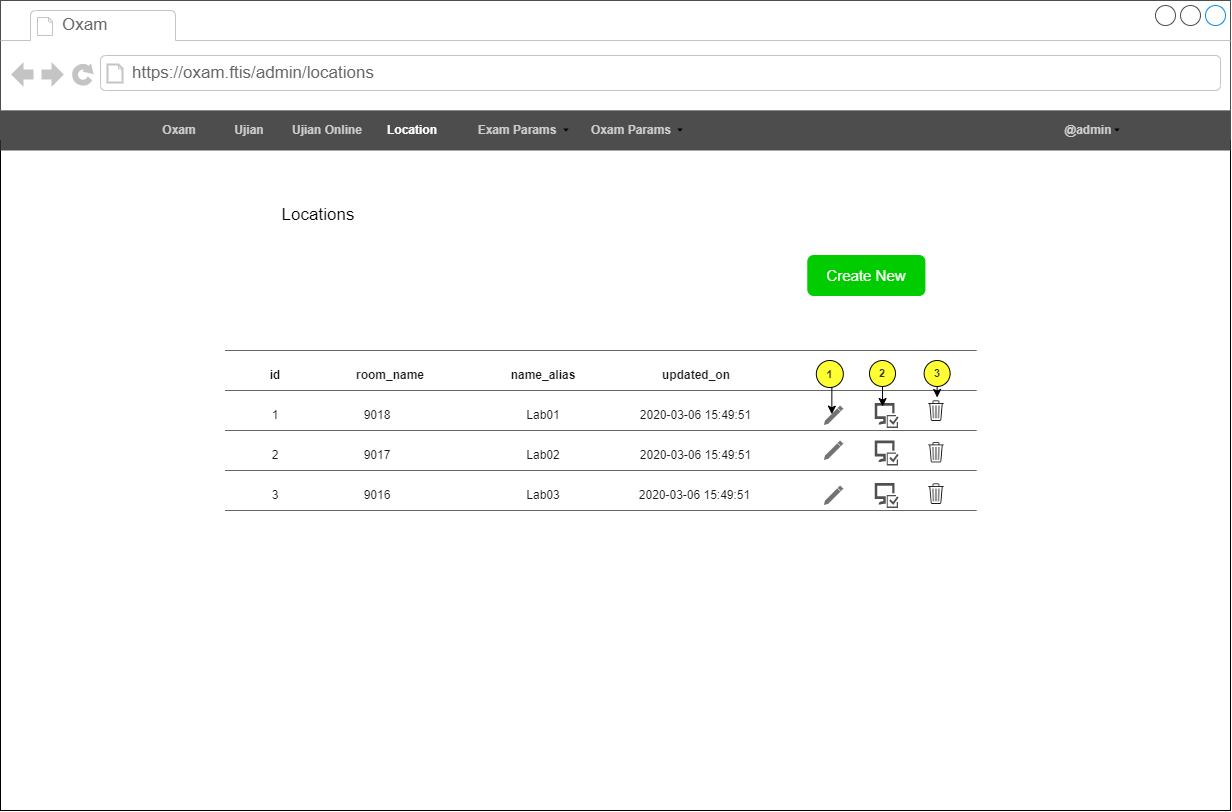 Oxam
https://oxam.ftis/admin/locations
Oxam Ujian Ujian Online Location Exam Params Oxam Params @admin
Locations
Create New
id room_name name_alias updated_on 1 2 3
1 9018 Lab01 2020-03-06 15:49:51
2 9017 Lab02 2020-03-06 15:49:51
3 9016 Lab03 2020-03-06 15:49:51